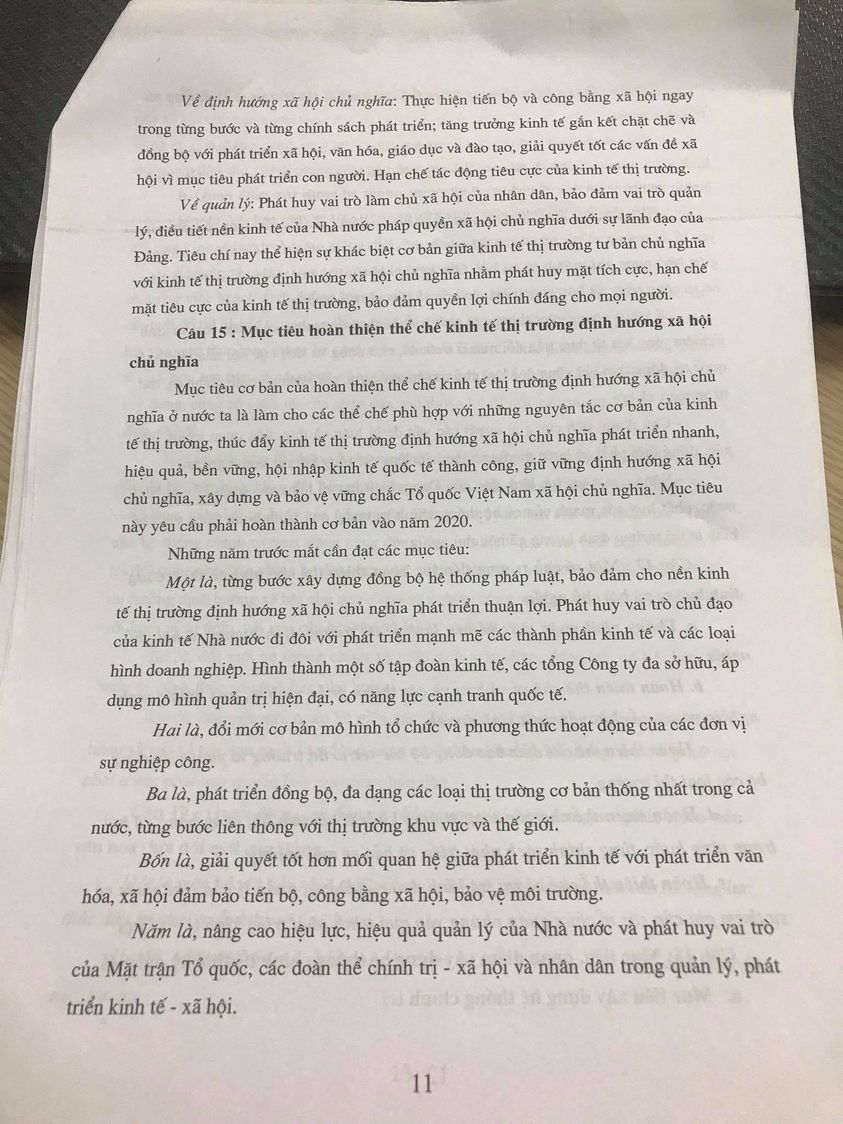 Về định hướng xã hội chủ nghĩa: Thực hiện tiến bộ và công bằng xã hội ngay
trong từng bước và từng chính sách phát triển; tăng trưởng kinh tế gắn kết chặt chẽ và
đồng bộ với phát triển xã hội, văn hóa, giáo dục và đào tạo, giải quyết tốt các vấn đề xã
hội vì mục tiêu phát triển con người. Hạn chế tác động tiêu cực của kinh tế thị trường.
Về quản lý: Phát huy vai trò làm chủ xã hội của nhân dân, bảo đảm vai trò quản
lý, điều tiết nền kinh tế của Nhà nước pháp quyền xã hội chủ nghĩa dưới sự lãnh đạo của
Đảng. Tiêu chí nay thể hiện sự khác biệt cơ bản giữa kinh tế thị trường tư bản chủ nghĩa
với kinh tế thị trường định hướng xã hội chủ nghĩa nhằm phát huy mặt tích cực, hạn chế
mặt tiêu cực của kinh tế thị trường, bảo đảm quyền lợi chính đáng cho mọi người.
Câu 15 : Mục tiêu hoàn thiện thể chế kinh tế thị trường định hướng xã hội
chủ nghĩa
Mục tiêu cơ bản của hoàn thiện thể chế kinh tế thị trường định hướng xã hội chủ
nghĩa ở nước ta là làm cho các thể chế phù hợp với những nguyên tắc cơ bản của kinh
tế thị trường, thúc đẩy kinh tế thị trường định hướng xã hội chủ nghĩa phát triển nhanh,
hiệu quả, bền vững, hội nhập kinh tế quốc tế thành công, giữ vững định hướng xã hội
chủ nghĩa, xây dựng và bảo vệ vững chắc Tổ quốc Việt Nam xã hội chủ nghĩa. Mục tiêu
này yêu cầu phải hoàn thành cơ bản vào năm 2020.
Những năm trước mắt cần đạt các mục tiêu:
Một là, từng bước xây dựng đồng bộ hệ thống pháp luật, bảo đảm cho nền kinh
tế thị trường định hướng xã hội chủ nghĩa phát triển thuận lợi. Phát huy vai trò chủ đạo
của kinh tế Nhà nước đi đôi với phát triển mạnh mẽ các thành phần kinh tế và các loại
hình doanh nghiệp. Hình thành một số tập đoàn kinh tế, các tổng Công ty đa sở hữu, áp
dụng mô hình quản trị hiện đại, có năng lực cạnh tranh quốc tế.
Hai là, đổi mới cơ bản mô hình tổ chức và phương thức hoạt động của các đơn vị
sự nghiệp công.
Ba là, phát triển đồng bộ, đa dạng các loại thị trường cơ bản thống nhất trong cả
nước, từng bước liên thông với thị trường khu vực và thế giới.
Bốn là, giải quyết tốt hơn mối quan hệ giữa phát triển kinh tế với phát triển văn
hóa, xã hội đảm bảo tiến bộ, công bằng xã hội, bảo vệ môi trường.
Năm là, nâng cao hiệu lực, hiệu quả quản lý của Nhà nước và phát huy vai trò
của Mặt trận Tổ quốc, các đoàn thể chính trị - xã hội và nhân dân trong quản lý, phát
triển kinh tế - xã hội.
11